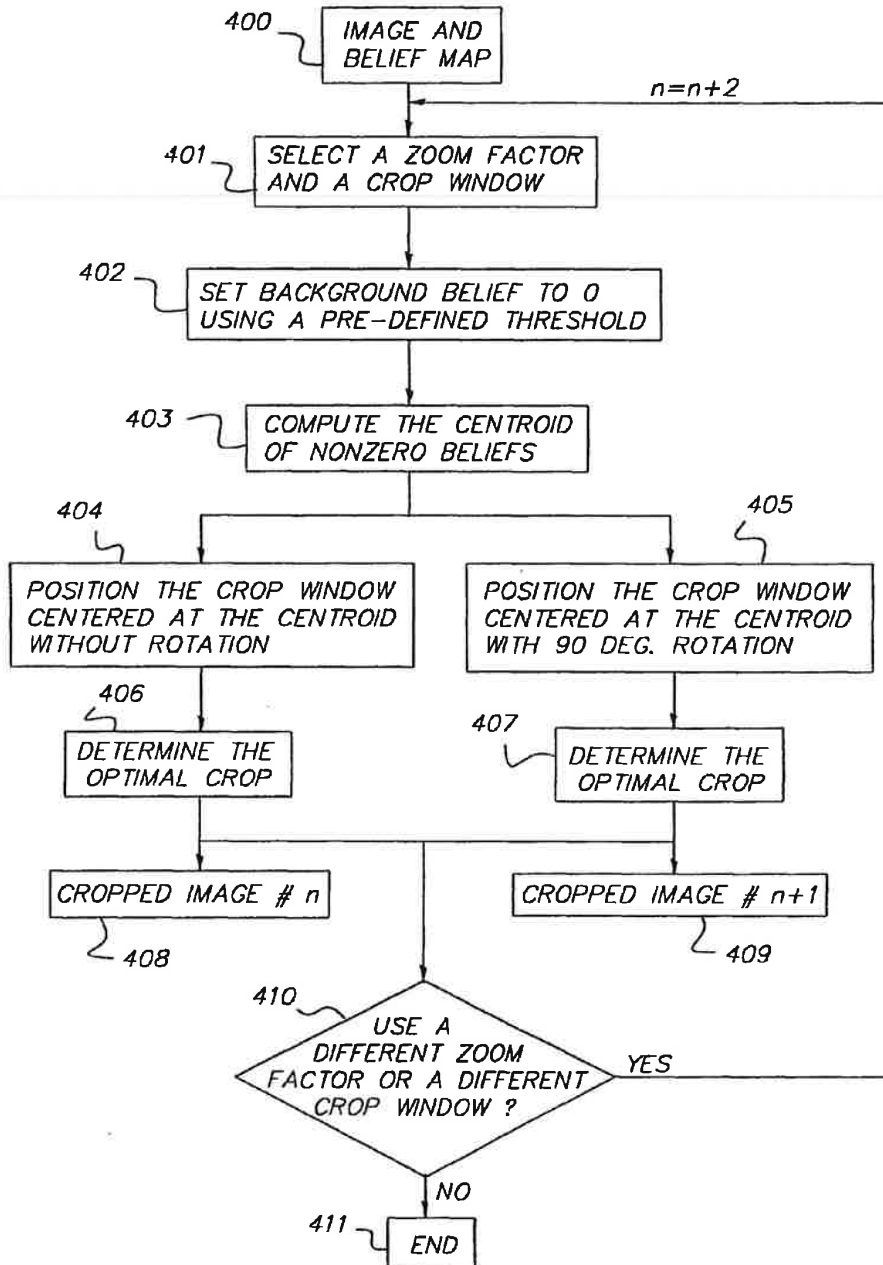 400
IMAGE AND
BELIEF MAP
n=n+2
401
SELECT A ZOOM FACTOR
AND A CROP WINDOW
402
SET BACKGROUND BELIEF TO 0
USING A PRE-DEFINED THRESHOLD
403
COMPUTE THE CENTROID
OF NONZERO BELIEFS
404
POSITION THE CROP WINDOW
CENTERED AT THE CENTROID
WITHOUT ROTATION
405
POSITION THE CROP WINDOW
CENTERED AT THE CENTROID
WITH 90 DEG. ROTATION
406
DETERMINE THE
OPTIMAL CROP
407
DETERMINE THE
OPTIMAL CROP
CROPPED IMAGE # n
408
CROPPED IMAGE # n+1
409
410
USE A
DIFFERENT ZOOM
FACTOR OR A DIFFERENT
CROP WINDOW ?
YES
NO
411
END